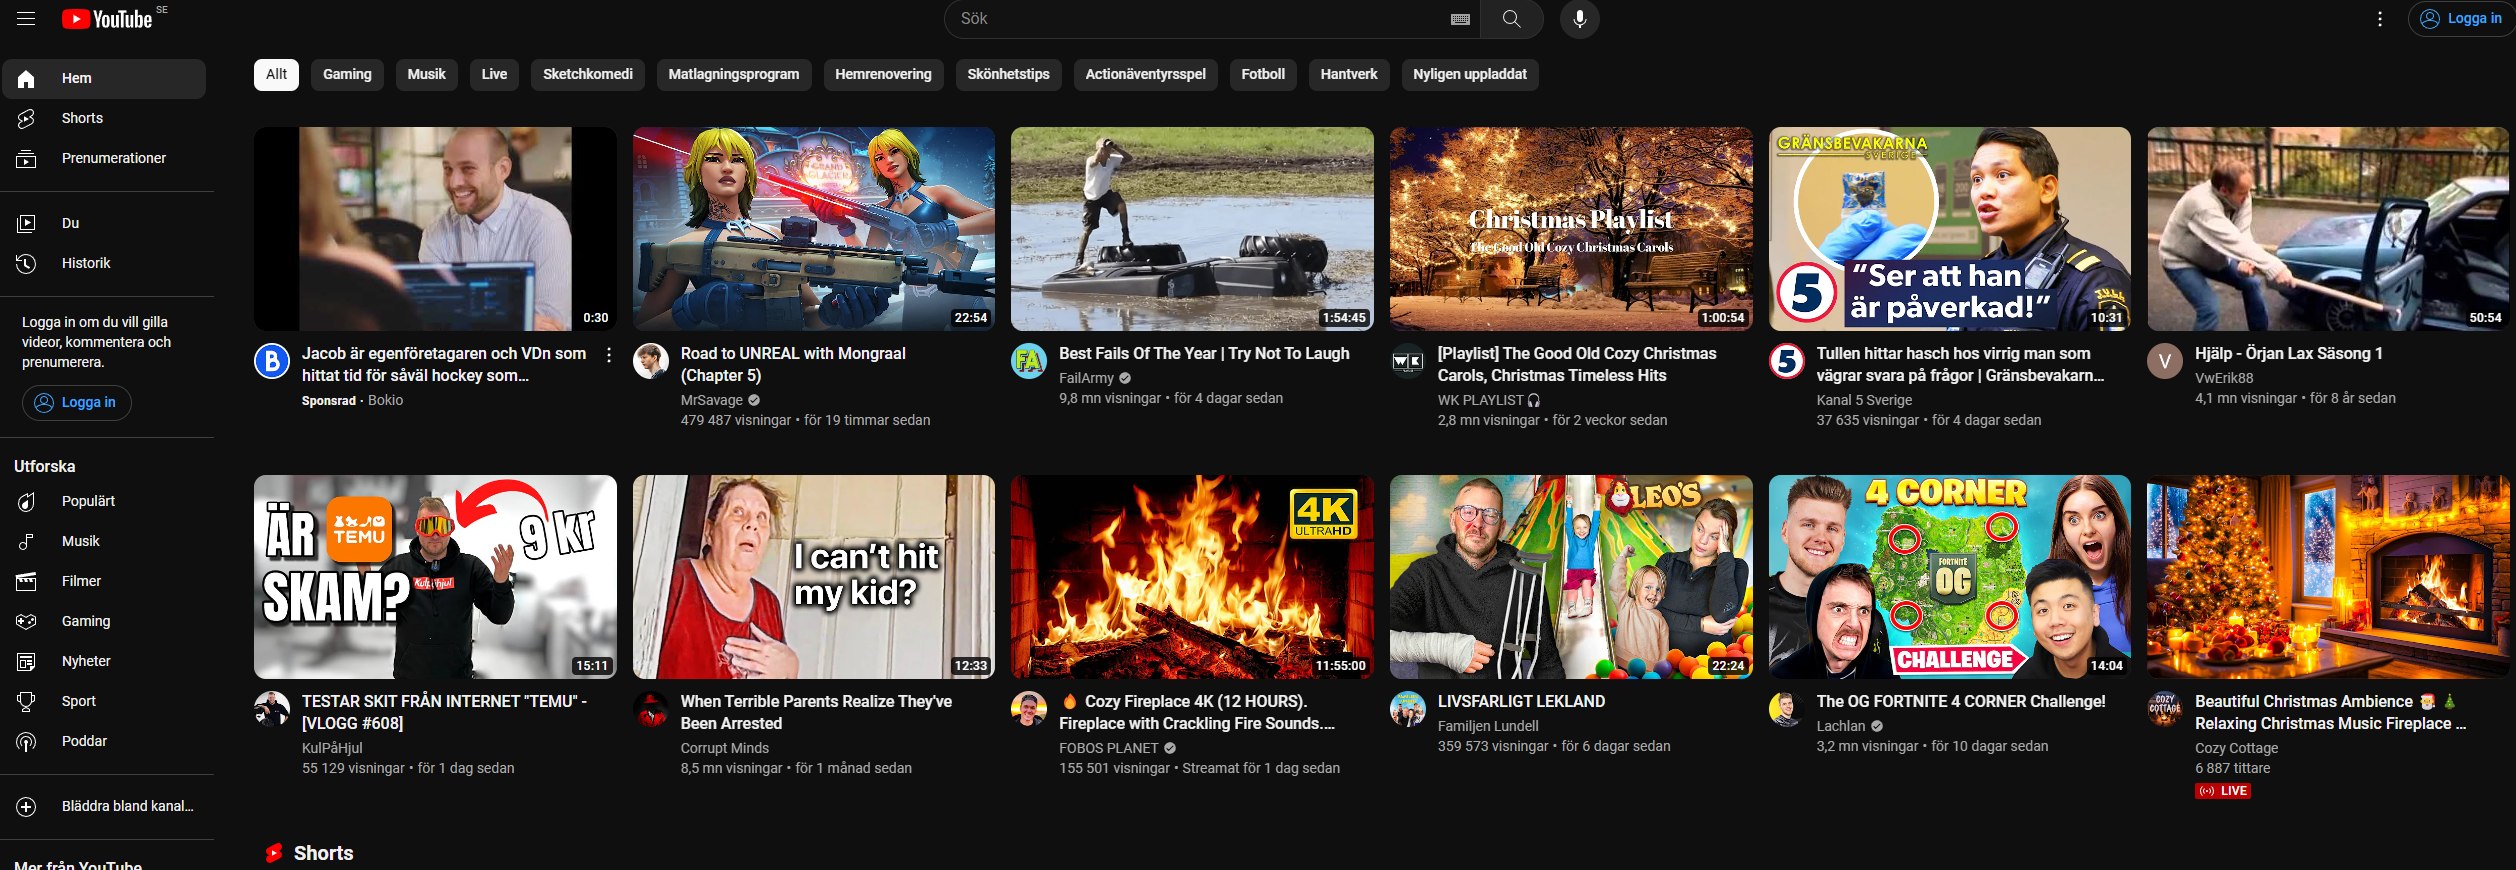 YouTube SE
Sök
Logga in
Hem
Shorts
Prenumerationer
Du
Historik
Logga in om du vill gilla
videor, kommentera och
prenumerera.
Logga in
Utforska
Populärt
Musik
Filmer
Gaming
Nyheter
Sport
Poddar
Bläddra bland kanal...
Mer från YouTube
Allt
Gaming
Musik
Live
Sketchkomedi
Matlagningsprogram
Hemrenovering
Skönhetstips
Actionäventyrsspel
Fotboll
Hantverk
Nyligen uppladdat
0:30
B
Jacob är egenföretagaren och VDn som
hittat tid för såväl hockey som...
Sponsrad · Bokio
GRAND
GLACIER
22:54
Road to UNREAL with Mongraal
(Chapter 5)
MrSavage
479 487 visningar • för 19 timmar sedan
1:54:45
FA
Best Fails Of The Year | Try Not To Laugh
FailArmy
9,8 mn visningar • för 4 dagar sedan
Christmas Playlist
The Good Old Cozy Christmas Carols
1:00:54
WK
[Playlist] The Good Old Cozy Christmas
Carols, Christmas Timeless Hits
WK PLAYLIST🎧
2,8 mn visningar • för 2 veckor sedan
GRÄNSBEVAKARNA
SVERIGE
5
"Ser att han
är påverkad!"
10:31
5
Tullen hittar hasch hos virrig man som
vägrar svara på frågor | Gränsbevakarn...
Kanal 5 Sverige
37 635 visningar • för 4 dagar sedan
50:54
V
Hjälp - Örjan Lax Säsong 1
VwErik88
4,1 mn visningar • för 8 år sedan
ÄR
TEMU
SKAM?
9 kr
KulPåHjul
15:11
TESTAR SKIT FRÅN INTERNET "TEMU" -
[VLOGG #608]
KulPåHjul
55 129 visningar • för 1 dag sedan
I can't hit
my kid?
12:33
When Terrible Parents Realize They've
Been Arrested
Corrupt Minds
8,5 mn visningar • för 1 månad sedan
4K
ULTRAHD
11:55:00
🔥 Cozy Fireplace 4K (12 HOURS).
Fireplace with Crackling Fire Sounds....
FOBOS PLANET
155 501 visningar • Streamat för 1 dag sedan
LEO'S
22:24
LIVSFARLIGT LEKLAND
Familjen Lundell
359 573 visningar • för 6 dagar sedan
4 CORNER
FORTNITE
OG
CHALLENGE
14:04
The OG FORTNITE 4 CORNER Challenge!
Lachlan
3,2 mn visningar • för 10 dagar sedan
COZY
COTTAGE
Beautiful Christmas Ambience 🎅🎄
Relaxing Christmas Music Fireplace ...
Cozy Cottage
6 887 tittare
LIVE
Shorts